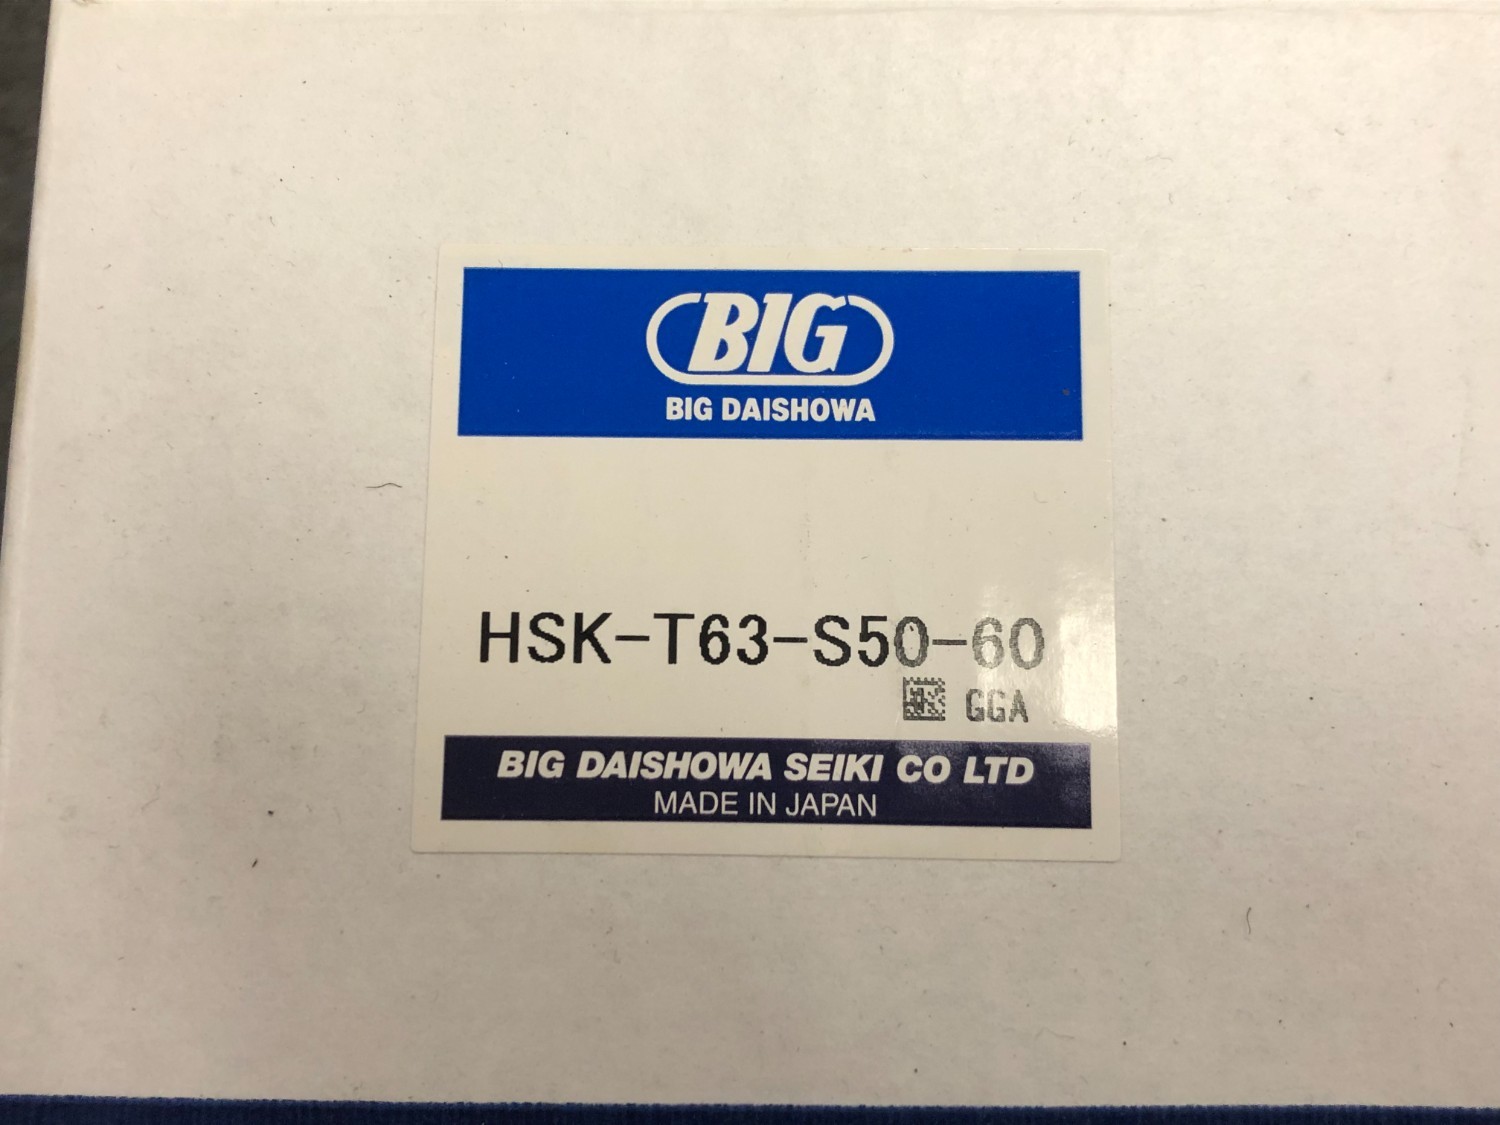 BIG
BIG DAISHOWA
HSK-T63-S50-60
GGA
BIG DAISHOWA SEIKI CO LTD
MADE IN JAPAN